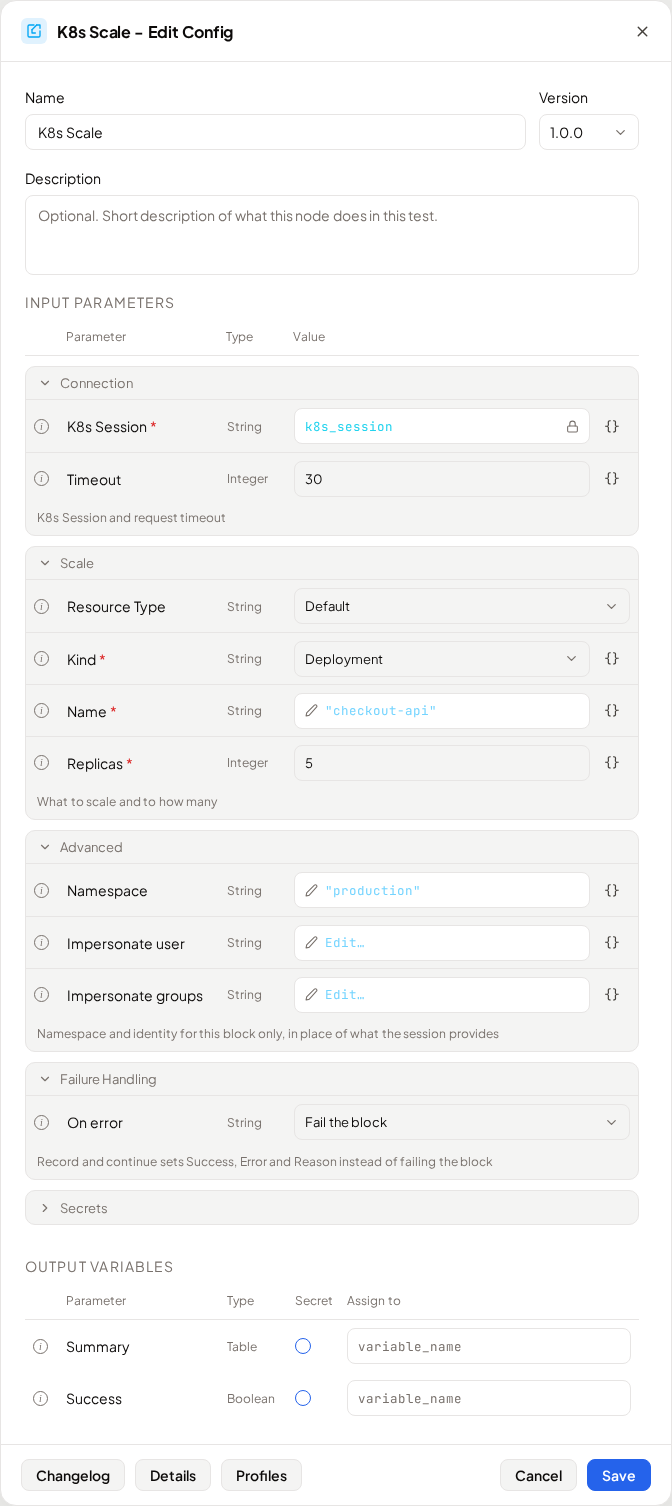 K8s Scale - Edit Config
Name
Version
K8s Scale
1.0.0
Description
Optional. Short description of what this node does in this test.
INPUT PARAMETERS
Parameter Type Value
Connection
K8s Session * String k8s_session {}
Timeout Integer 30 {}
K8s Session and request timeout
Scale
Resource Type String Default
Kind * String Deployment {}
Name * String "checkout-api" {}
Replicas * Integer 5 {}
What to scale and to how many
Advanced
Namespace String "production" {}
Impersonate user String Edit… {}
Impersonate groups String Edit… {}
Namespace and identity for this block only, in place of what the session provides
Failure Handling
On error String Fail the block
Record and continue sets Success, Error and Reason instead of failing the block
Secrets
OUTPUT VARIABLES
Parameter Type Secret Assign to
Summary Table variable_name
Success Boolean variable_name
Changelog Details Profiles Cancel Save